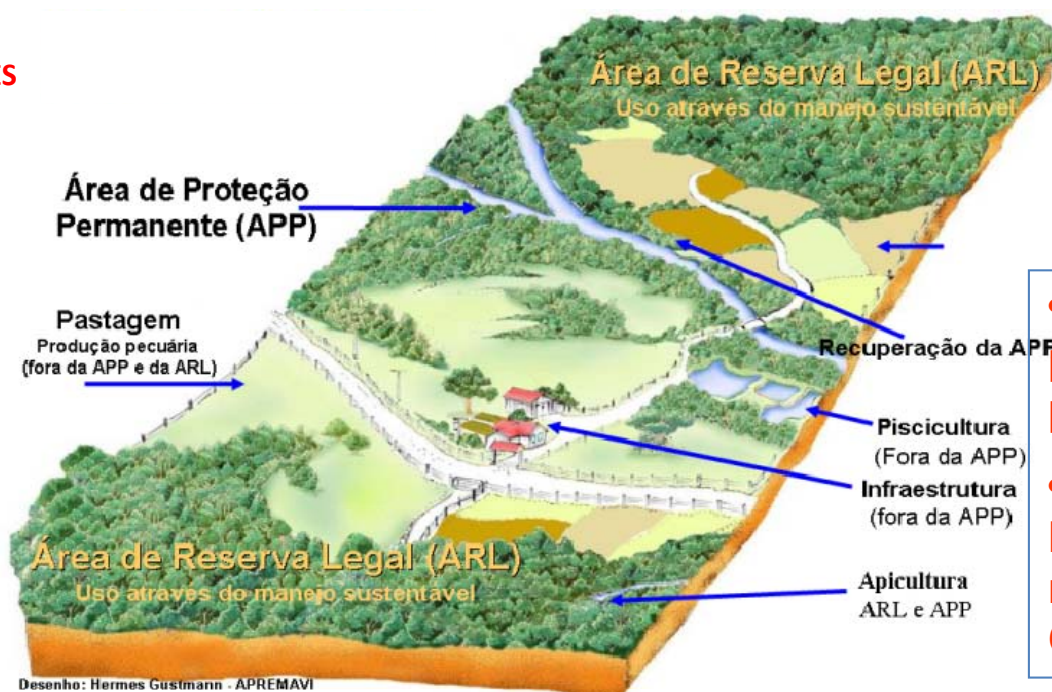 Área de Reserva Legal (ARL)
Uso através do manejo sustentável
Área de Proteção
Permanente (APP)
Pastagem
Produção pecuária
(fora da APP e da ARL)
Recuperação da APP
Piscicultura
(Fora da APP)
Infraestrutura
(fora da APP)
Área de Reserva Legal (ARL)
Uso através do manejo sustentável
Apicultura
ARL e APP
Desenho: Hermes Gustmann - APREMAVI